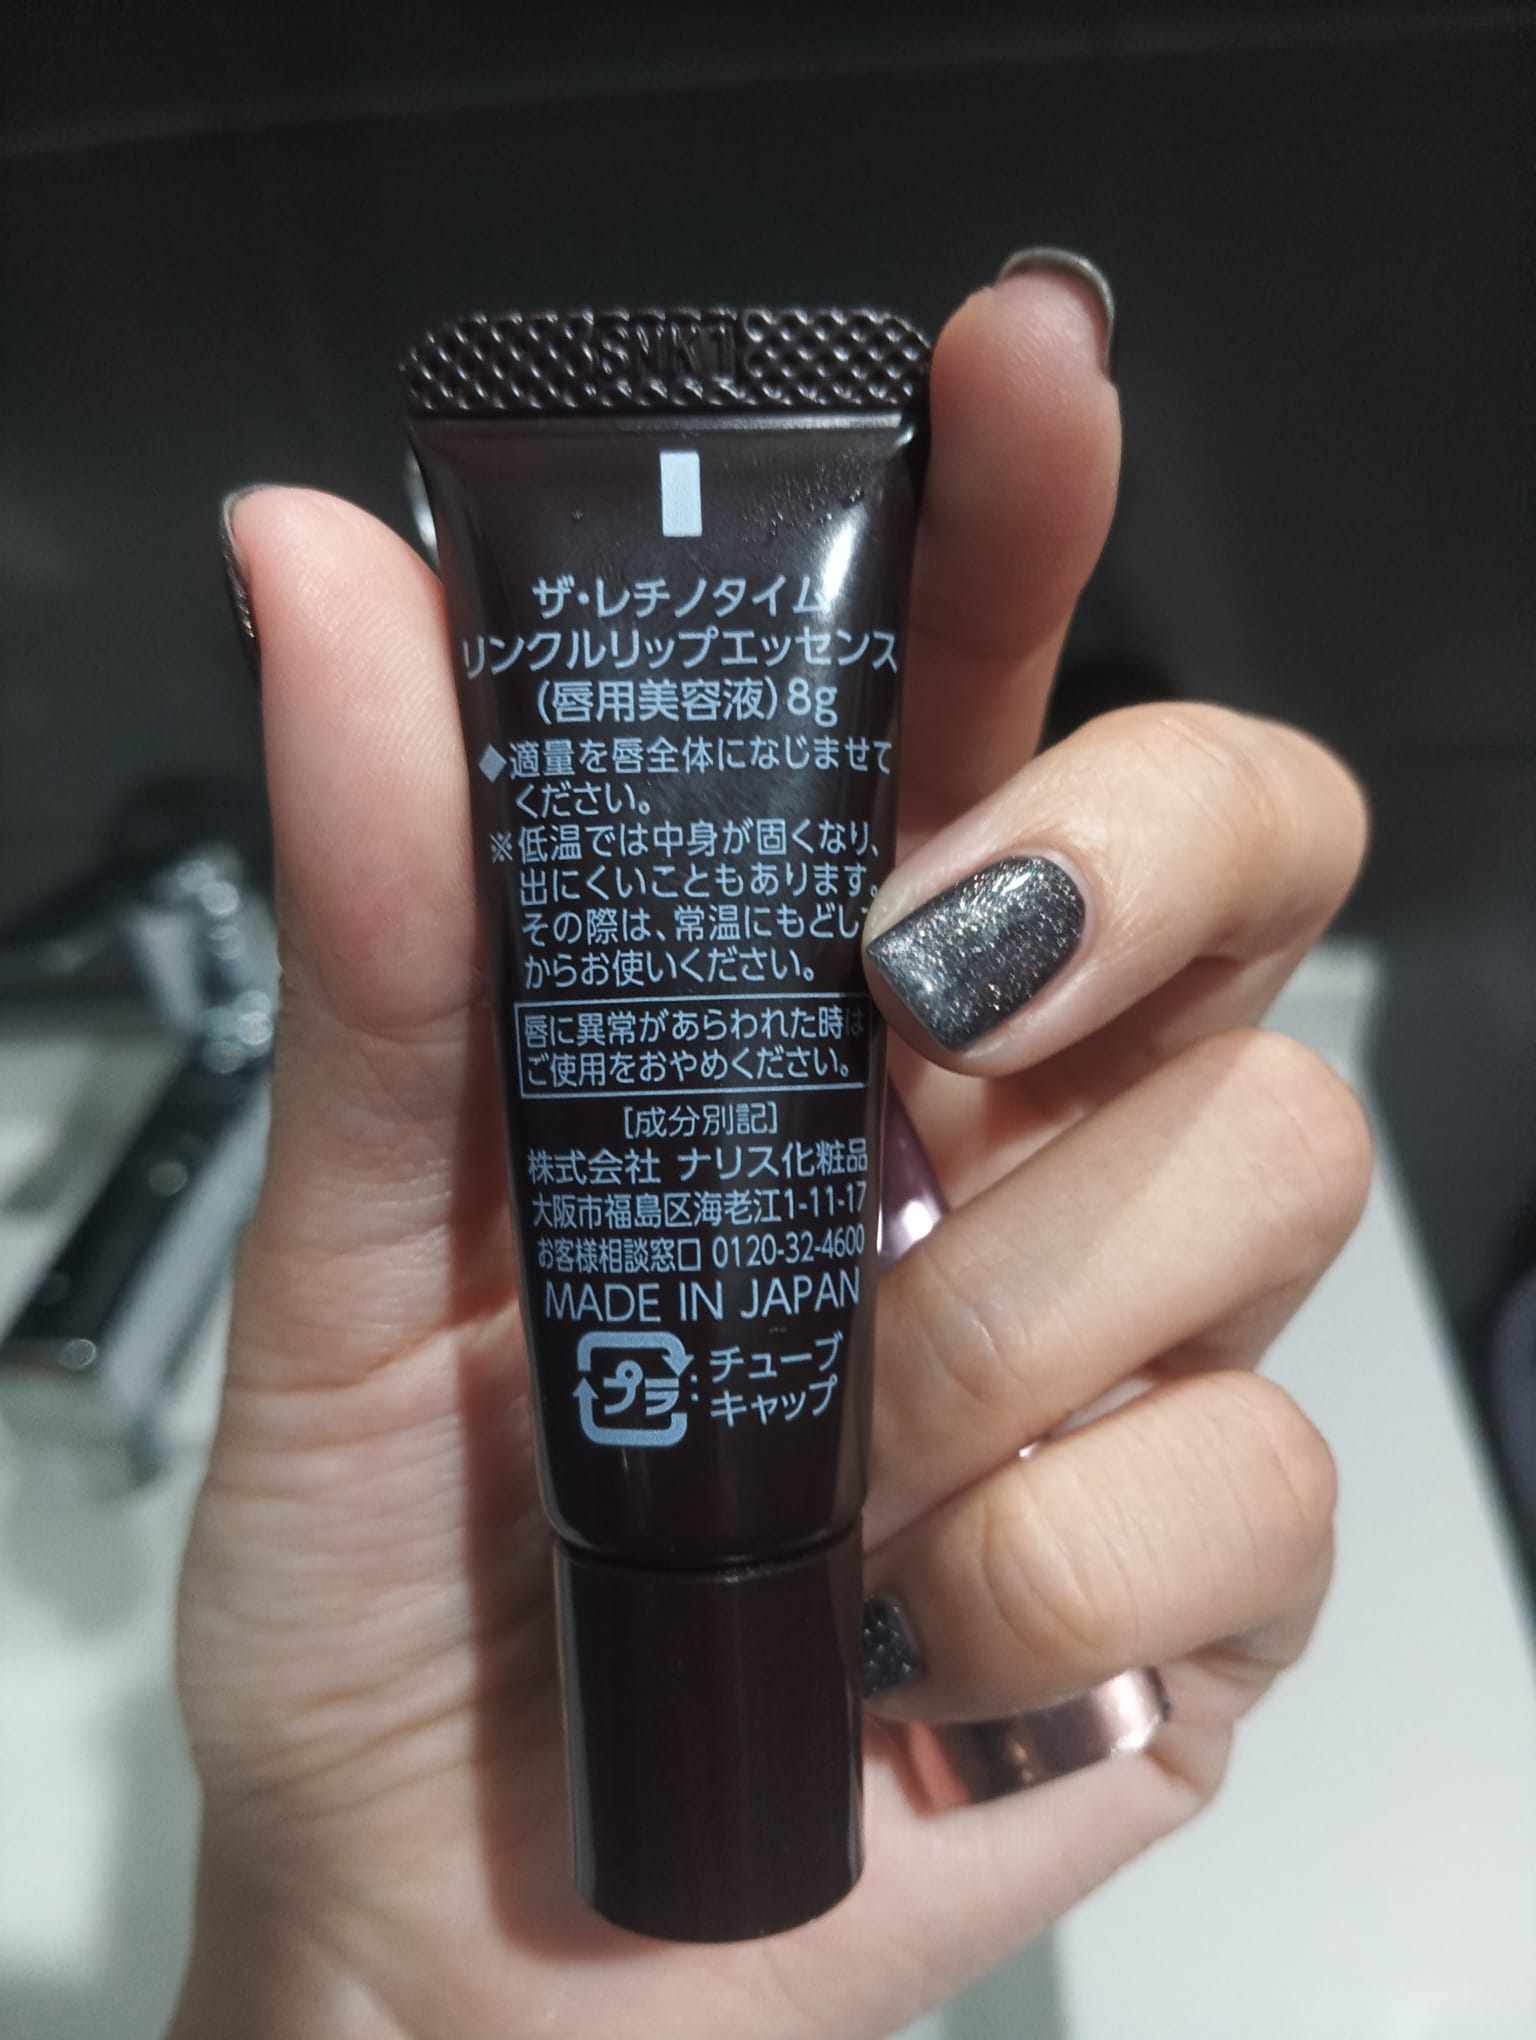 SNK1
ザ・レチノタイム
リンクルリップエッセンス
(唇用美容液)8g
◆適量を唇全体になじませて
ください。
※低温では中身が固くなり、
出にくいこともあります。
その際は、常温にもどして
からお使いください。
唇に異常があらわれた時は
ご使用をおやめください。
[成分別記]
株式会社 ナリス化粧品
大阪市福島区海老江1-11-17
お客様相談窓口 0120-32-4600
MADE IN JAPAN
プラ:チューブ
キャップ